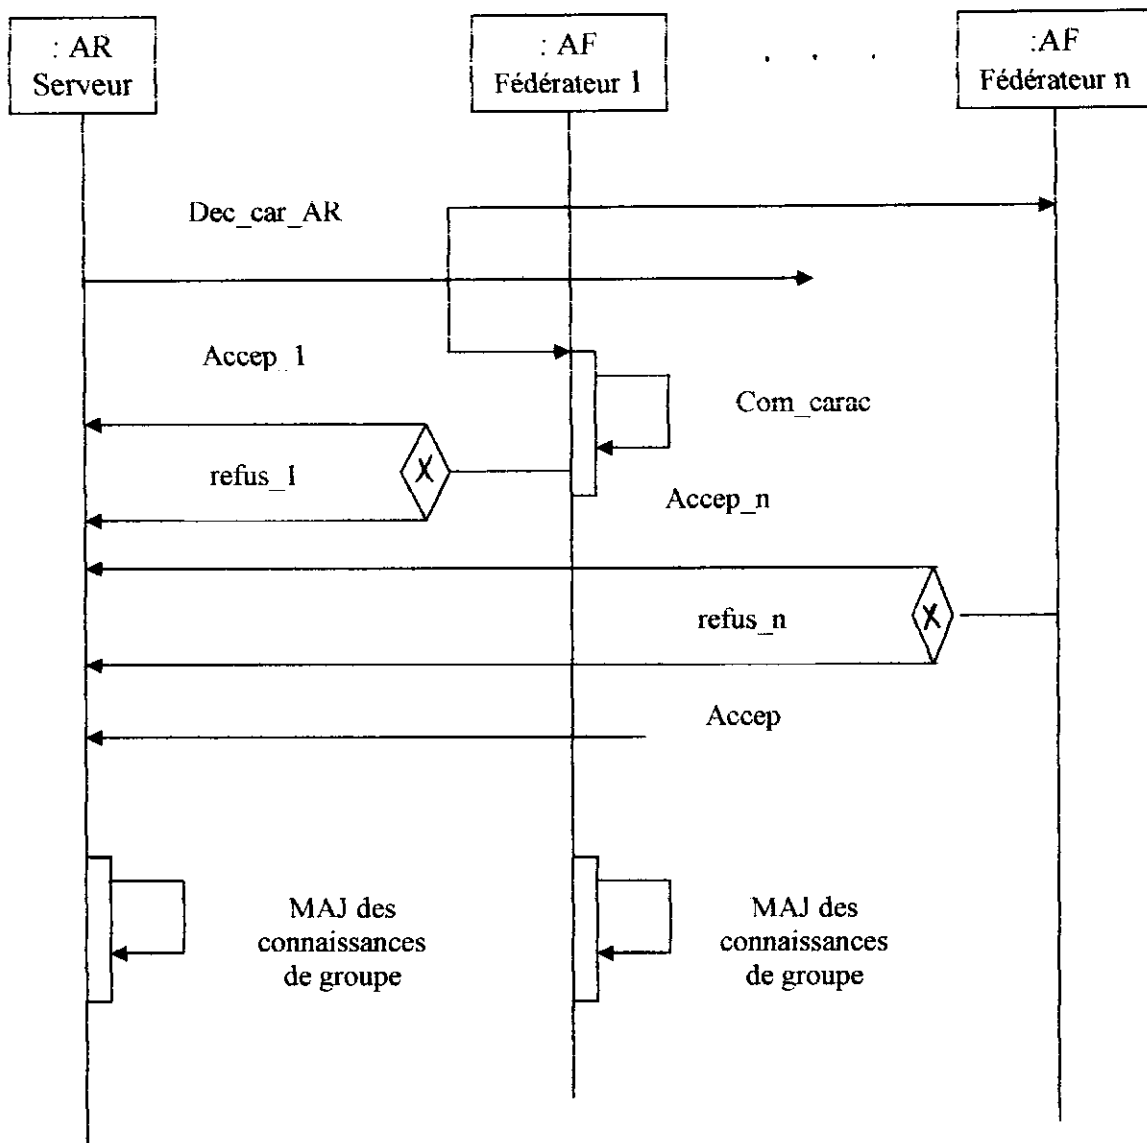 : AR
Serveur
: AF
Fédérateur 1
. . .
:AF
Fédérateur n
Dec_car_AR
Accep_1
Com_carac
refus_1
X
Accep_n
refus_n
X
Accep
MAJ des
connaissances
de groupe
MAJ des
connaissances
de groupe